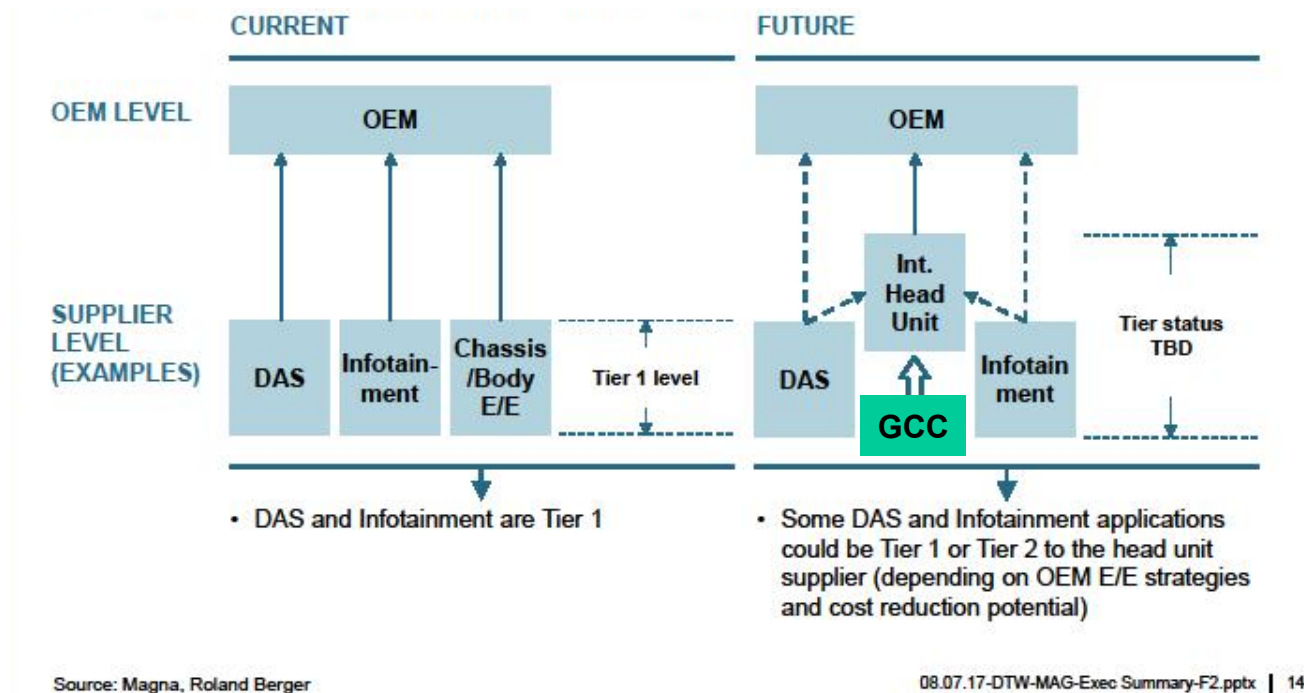 CURRENT
FUTURE
OEM LEVEL
OEM
OEM
SUPPLIER
LEVEL
(EXAMPLES)
DAS
Infotain-
ment
Chassis
/Body
E/E
Tier 1 level
Int.
Head
Unit
DAS
GCC
Infotain
ment
Tier status
TBD
• DAS and Infotainment are Tier 1
• Some DAS and Infotainment applications
could be Tier 1 or Tier 2 to the head unit
supplier (depending on OEM E/E strategies
and cost reduction potential)
Source: Magna, Roland Berger
08.07.17-DTW-MAG-Exec Summary-F2.pptx | 14